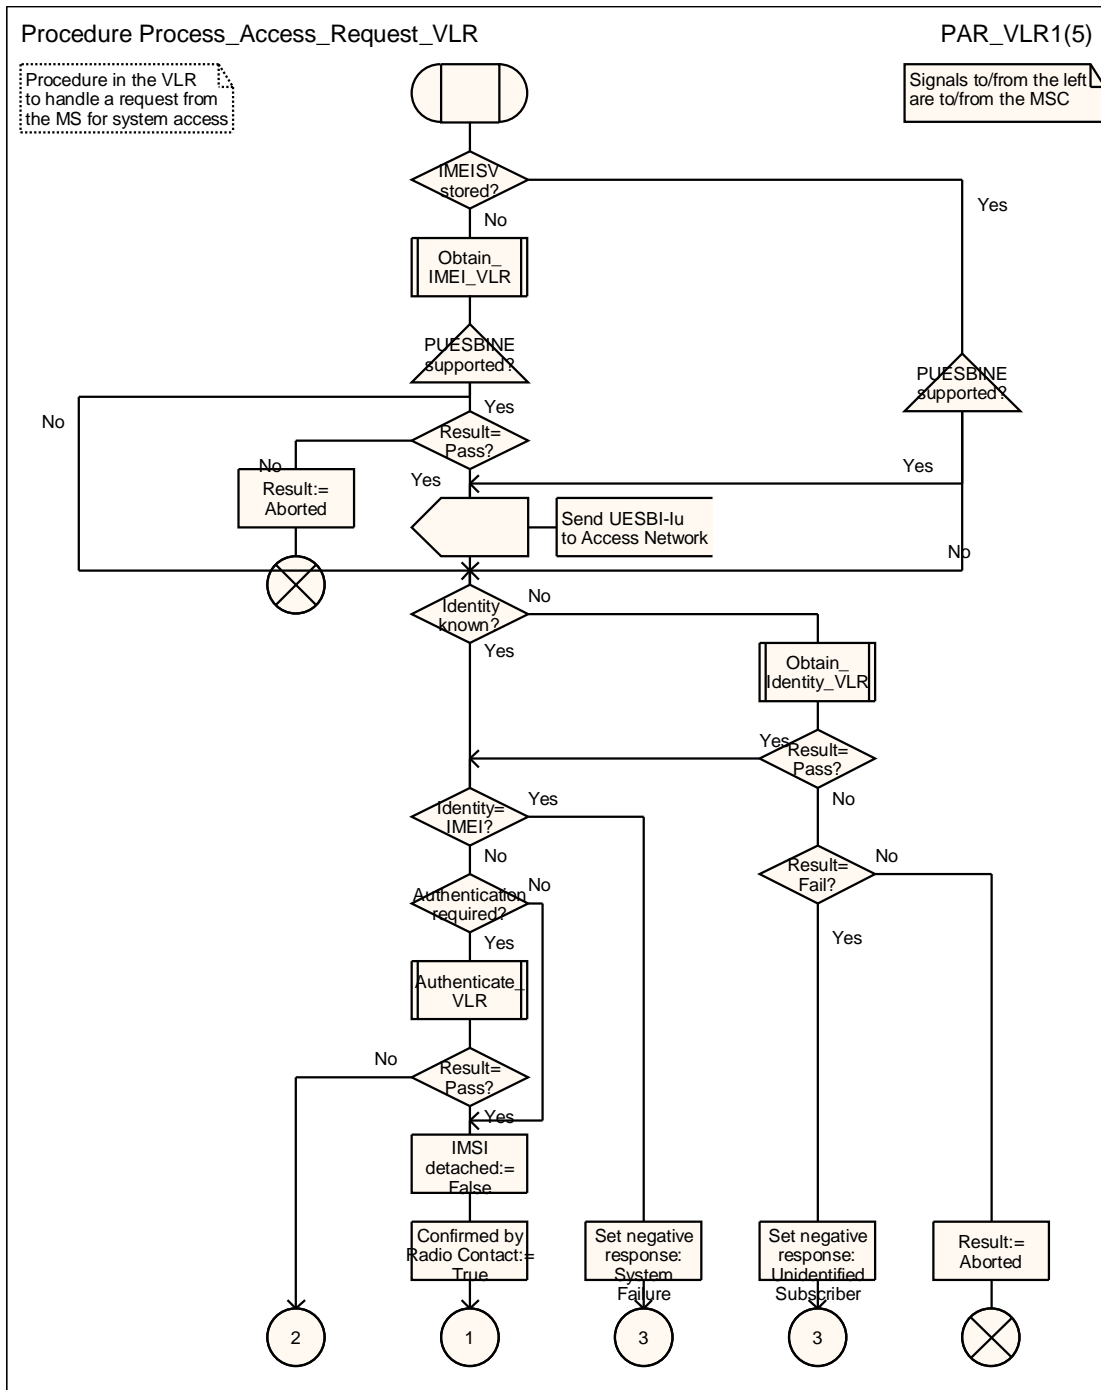 Procedure Process_Access_Request_VLR
PAR_VLR1(5)
Procedure in the VLR
to handle a request from
the MS for system access
Signals to/from the left
are to/from the MSC
IMEISV
stored?
Yes
No
Obtain_
IMEI_VLR
PUESBINE
supported?
PUESBINE
supported?
No
Yes
Result=
Pass?
No
Yes
Yes
Result:=
Aborted
Send UESBI-Iu
to Access Network
No
Identity
known?
No
Yes
Obtain_
Identity_VLR
Yes
Result=
Pass?
No
Identity=
IMEI?
Yes
No
Result=
Fail?
No
Yes
Authentication
required?
No
Yes
Authenticate_
VLR
No
Result=
Pass?
Yes
IMSI
detached:=
False
Confirmed by
Radio Contact:=
True
Set negative
response:
System
Failure
Set negative
response:
Unidentified
Subscriber
Result:=
Aborted
2
1
3
3